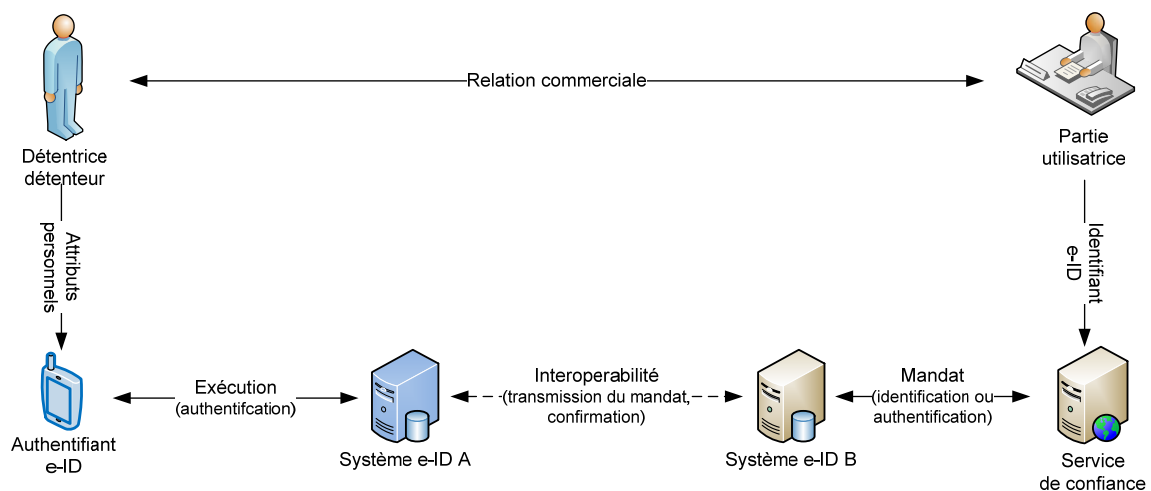 Relation commerciale
Détentrice
détenteur
Partie
utilisatrice
Attributs
personnels
Identifiant
e-ID
Exécution
(authentifcation)
Interoperabilité
(transmission du mandat,
confirmation)
Mandat
(identification ou
authentification)
Authentifiant
e-ID
Système e-ID A
Système e-ID B
Service
de confiance